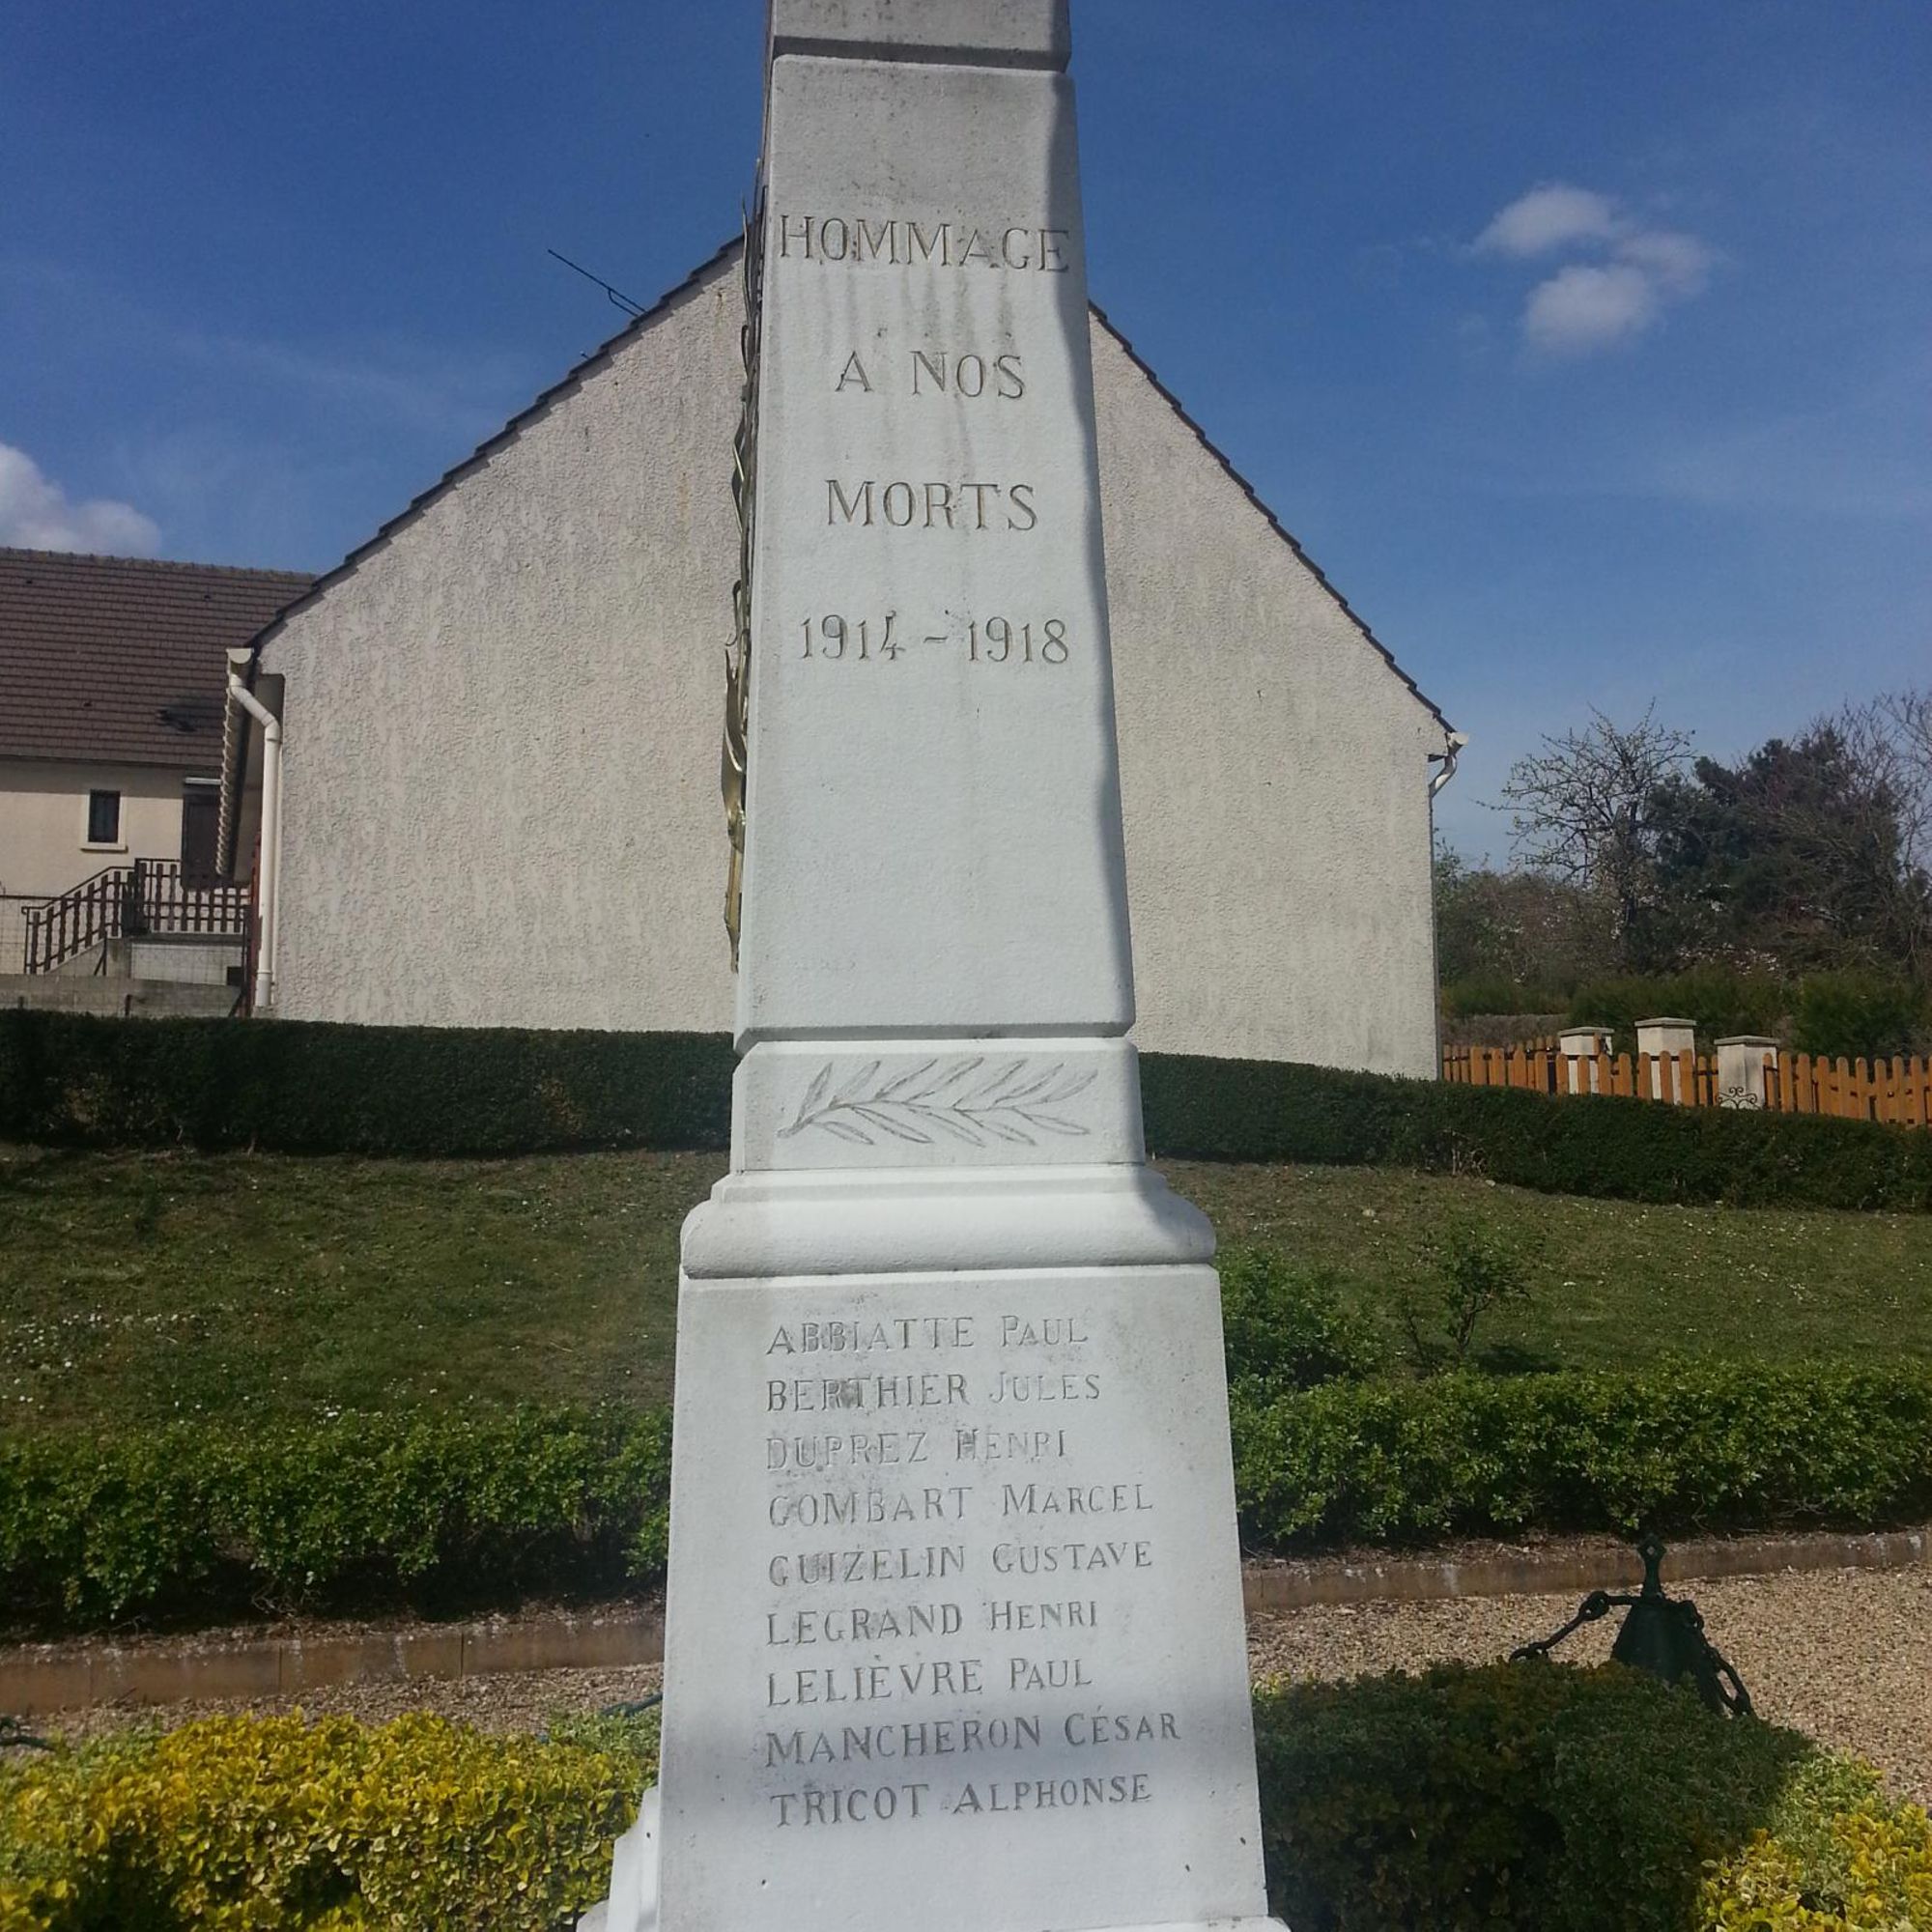 HOMMAGE
A NOS
MORTS
1914 - 1918
ABBIATTE PAUL
BERTHIER JULES
DUPREZ HENRI
GOMBART MARCEL
GUIZELIN GUSTAVE
LEGRAND HENRI
LELIÈVRE PAUL
MANCHERON CÉSAR
TRICOT ALPHONSE